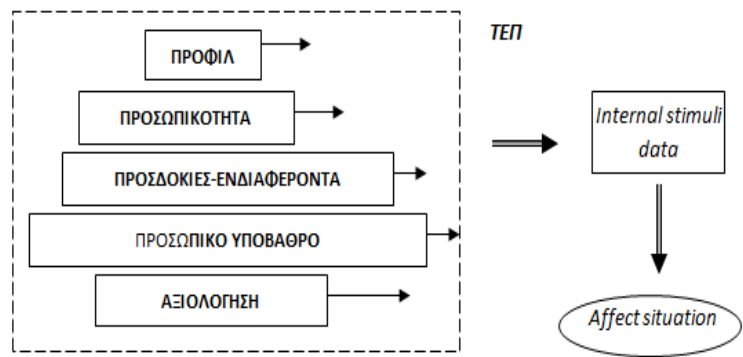 ΤΕΠ
ΠΡΟΦΙΛ
ΠΡΟΣΩΠΙΚΟΤΗΤΑ
ΠΡΟΣΔΟΚΙΕΣ-ΕΝΔΙΑΦΕΡΟΝΤΑ
ΠΡΟΣΩΠΙΚΟ ΥΠΟΒΑΘΡΟ
ΑΞΙΟΛΟΓΗΣΗ
Internal stimuli
data
Affect situation